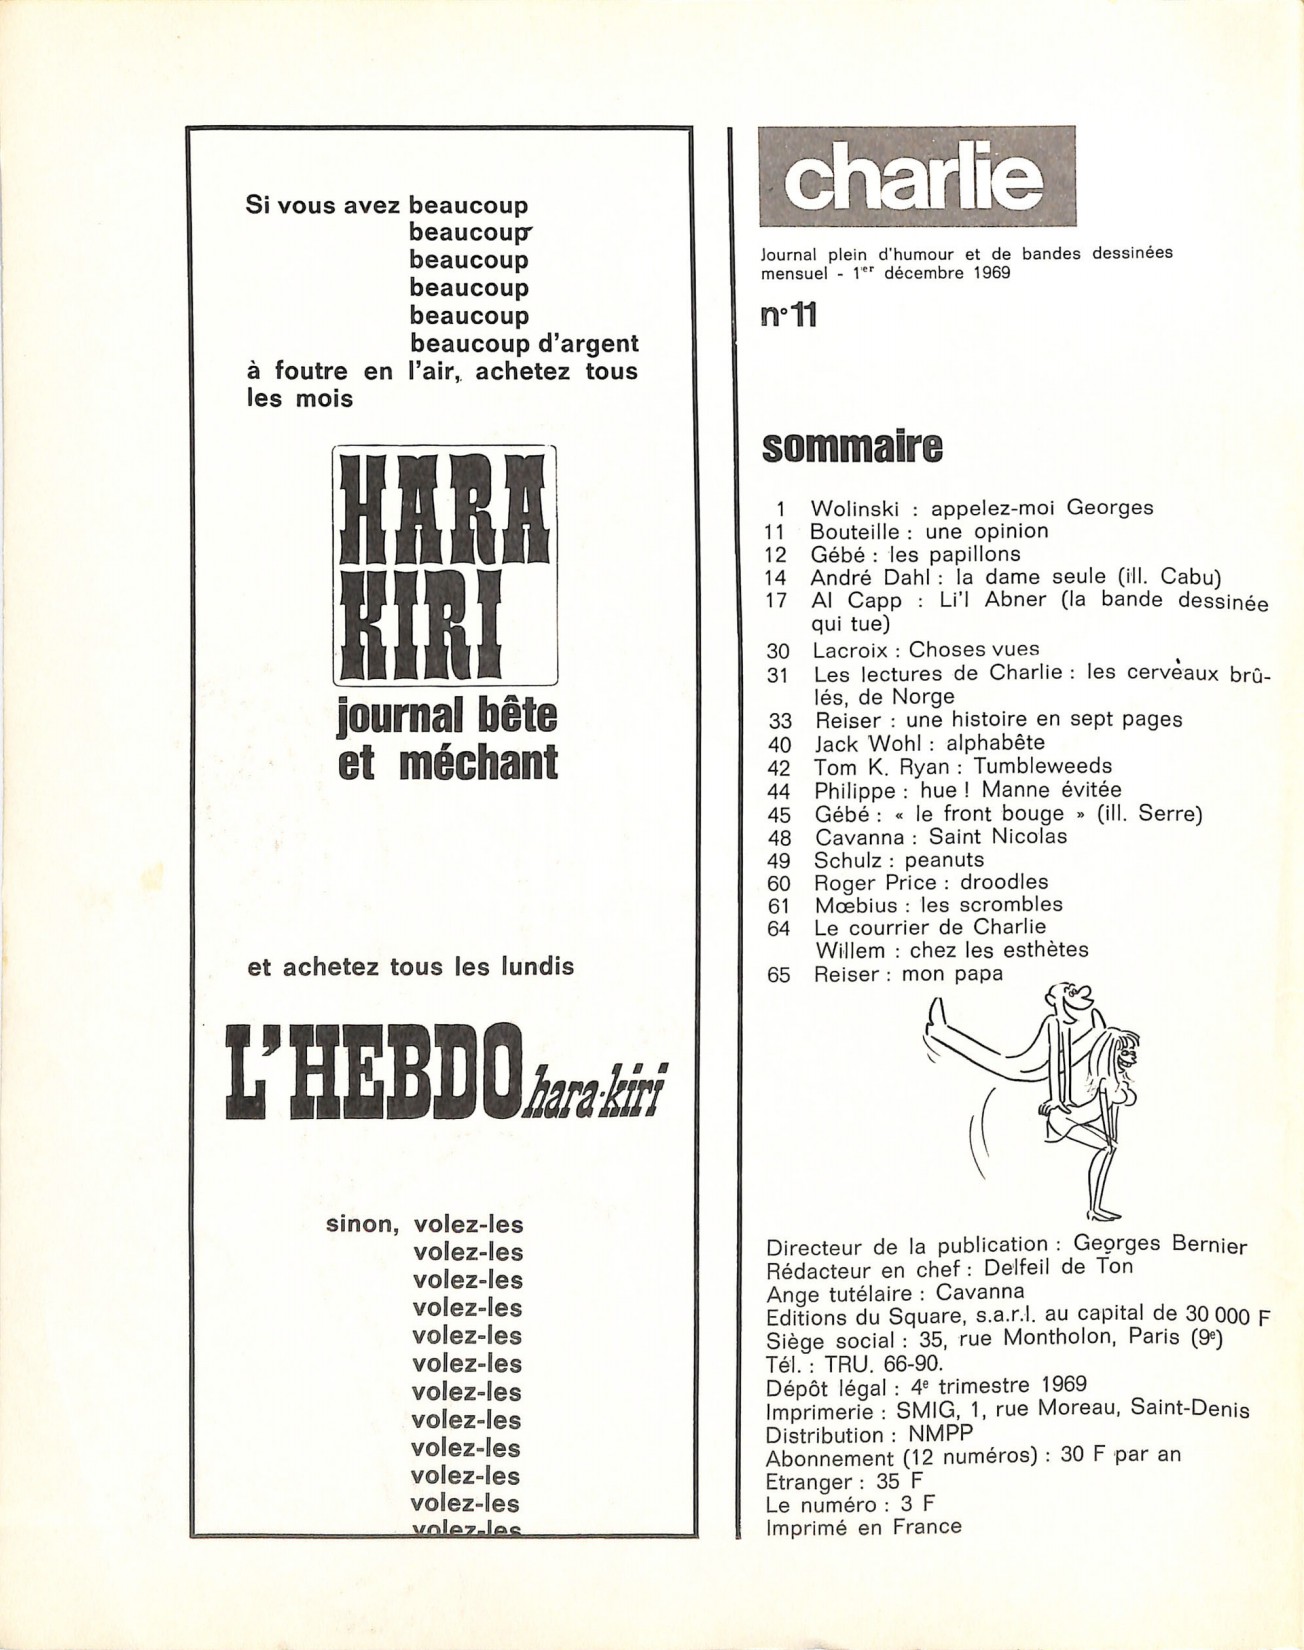 Si vous avez beaucoup
beaucoup
beaucoup
beaucoup
beaucoup
beaucoup d'argent
à foutre en l'air, achetez tous
les mois
HARA
KIRI
journal bête
et méchant
et achetez tous les lundis
L'HEBDO hara-kiri
sinon, volez-les
volez-les
volez-les
volez-les
volez-les
volez-les
volez-les
volez-les
volez-les
volez-les
volez-les
volez-les
charlie
Journal plein d'humour et de bandes dessinées
mensuel - 1er décembre 1969
n°11
sommaire
1 Wolinski : appelez-moi Georges
11 Bouteille : une opinion
12 Gébé : les papillons
14 André Dahl : la dame seule (ill. Cabu)
17 Al Capp : Li'l Abner (la bande dessinée
qui tue)
30 Lacroix : Choses vues
31 Les lectures de Charlie : les cerveaux brû-
lés, de Norge
33 Reiser : une histoire en sept pages
40 Jack Wohl : alphabête
42 Tom K. Ryan : Tumbleweeds
44 Philippe : hue ! Manne évitée
45 Gébé : « le front bouge » (ill. Serre)
48 Cavanna : Saint Nicolas
49 Schulz : peanuts
60 Roger Price : droodles
61 Mœbius : les scrombles
64 Le courrier de Charlie
Willem : chez les esthètes
65 Reiser : mon papa
Directeur de la publication : Georges Bernier
Rédacteur en chef : Delfeil de Ton
Ange tutélaire : Cavanna
Editions du Square, s.a.r.l. au capital de 30 000 F
Siège social : 35, rue Montholon, Paris (9e)
Tél. : TRU. 66-90.
Dépôt légal : 4e trimestre 1969
Imprimerie : SMIG, 1, rue Moreau, Saint-Denis
Distribution : NMPP
Abonnement (12 numéros) : 30 F par an
Etranger : 35 F
Le numéro : 3 F
Imprimé en France